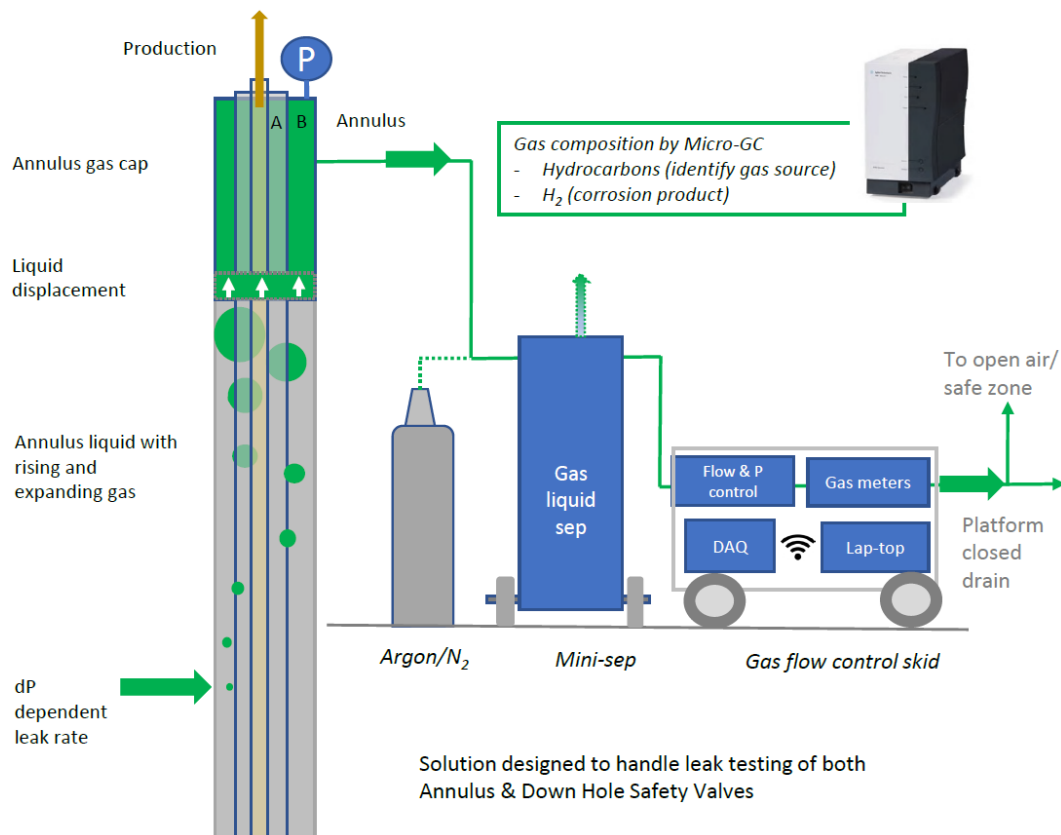 Production
P
A
B
Annulus
Annulus gas cap
Gas composition by Micro-GC
- Hydrocarbons (identify gas source)
- H₂ (corrosion product)
Liquid
displacement
To open air/
safe zone
Annulus liquid with
rising and
expanding gas
Gas
liquid
sep
Flow & P
control
Gas meters
DAQ
Lap-top
Platform
closed
drain
Argon/N₂
Mini-sep
Gas flow control skid
dP
dependent
leak rate
Solution designed to handle leak testing of both
Annulus & Down Hole Safety Valves